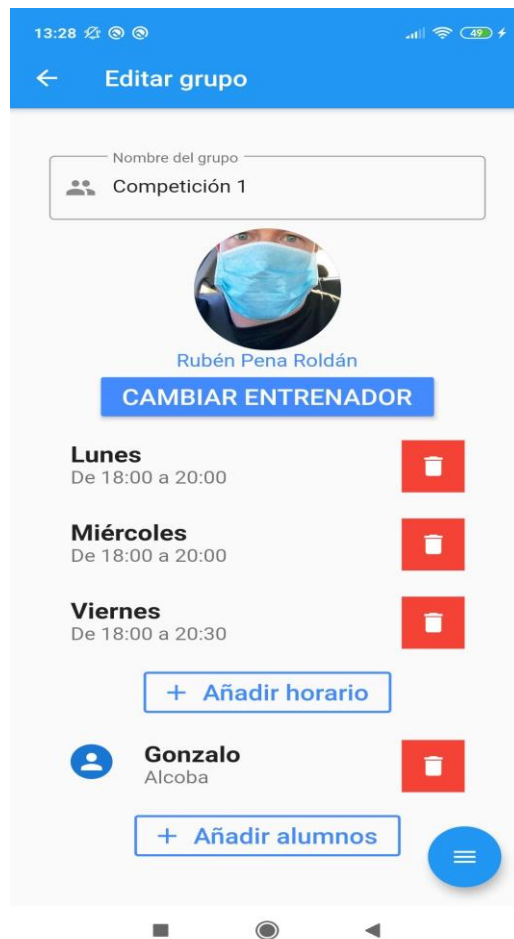 13:28
49
Editar grupo
Nombre del grupo
Competición 1
Rubén Pena Roldán
CAMBIAR ENTRENADOR
Lunes
De 18:00 a 20:00
Miércoles
De 18:00 a 20:00
Viernes
De 18:00 a 20:30
+ Añadir horario
Gonzalo
Alcoba
+ Añadir alumnos